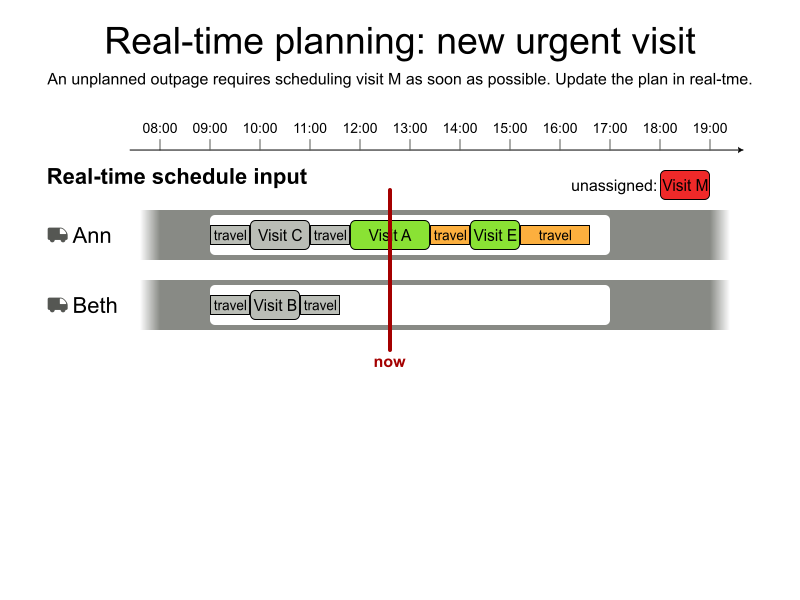 Real-time planning: new urgent visit
An unplanned outpage requires scheduling visit M as soon as possible. Update the plan in real-tme.
08:00 09:00 10:00 11:00 12:00 13:00 14:00 15:00 16:00 17:00 18:00 19:00
Real-time schedule input
unassigned: Visit M
Ann travel Visit C travel Visit A travel Visit E travel
Beth travel Visit B travel
now